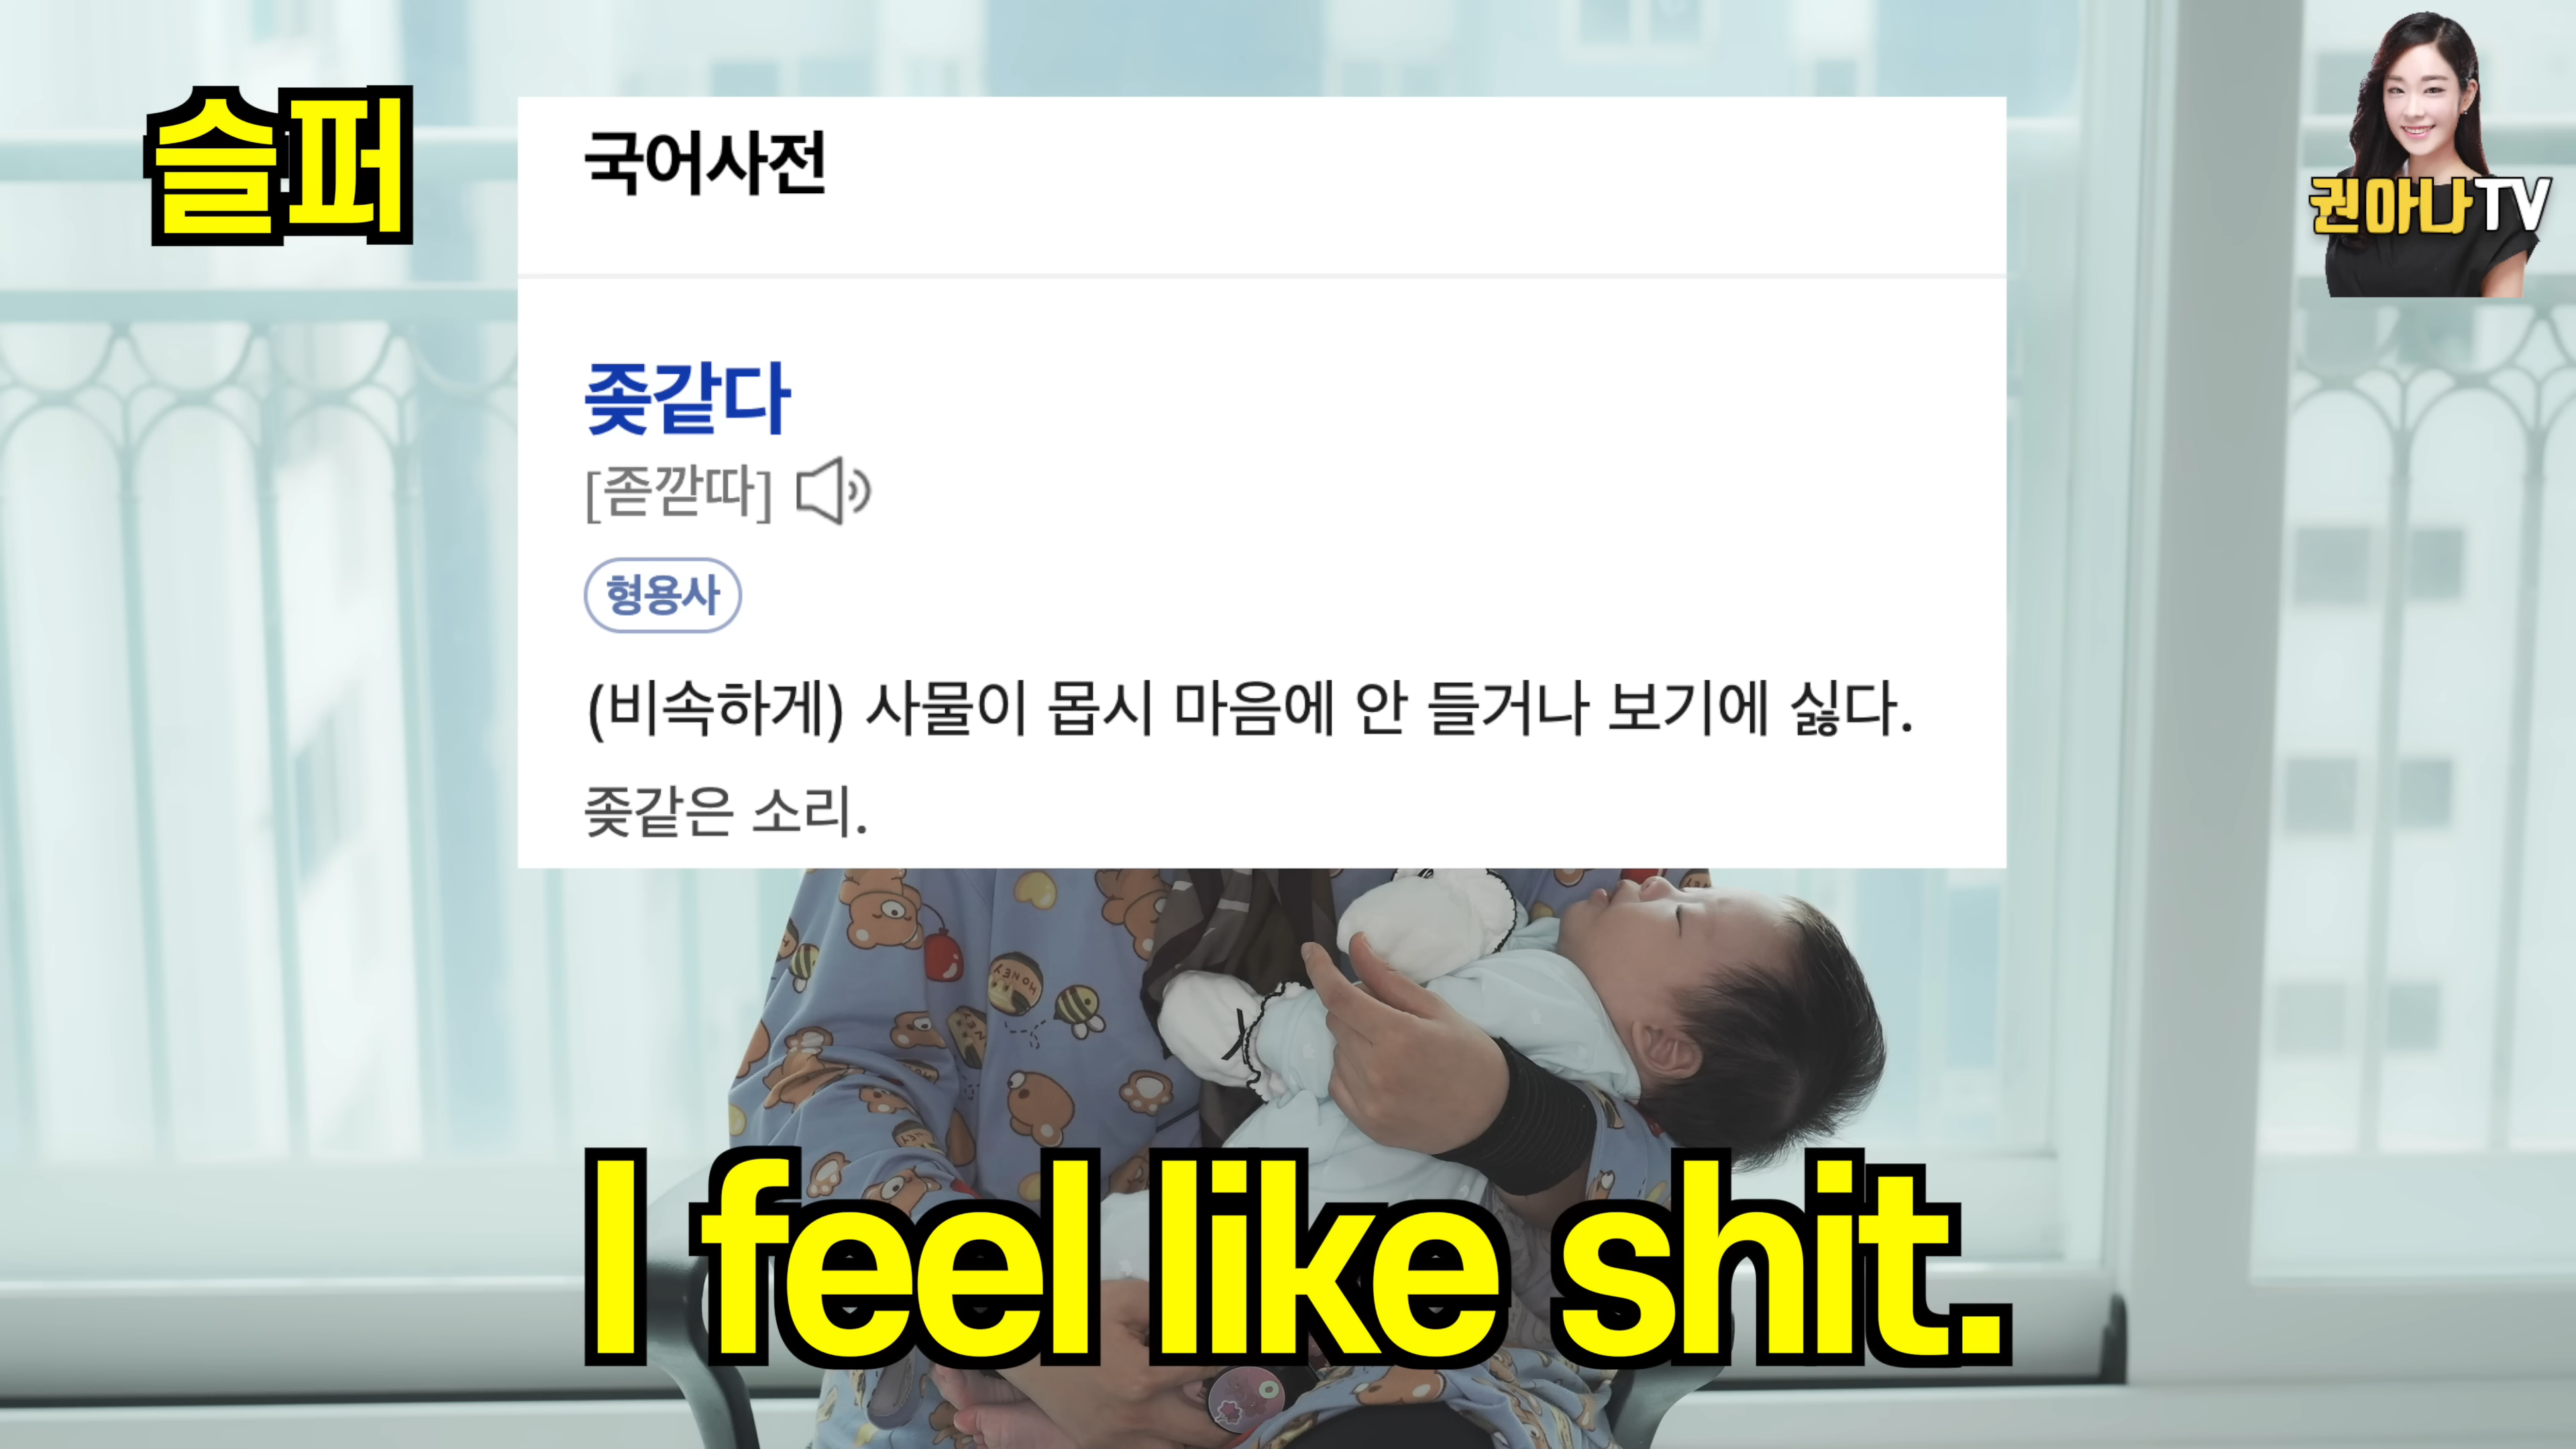 슬퍼
국어사전
권아나TV
좆같다
[졷깓따]
형용사
(비속하게) 사물이 몹시 마음에 안 들거나 보기에 싫다.
좆같은 소리.
HONEY
I feel like shit.